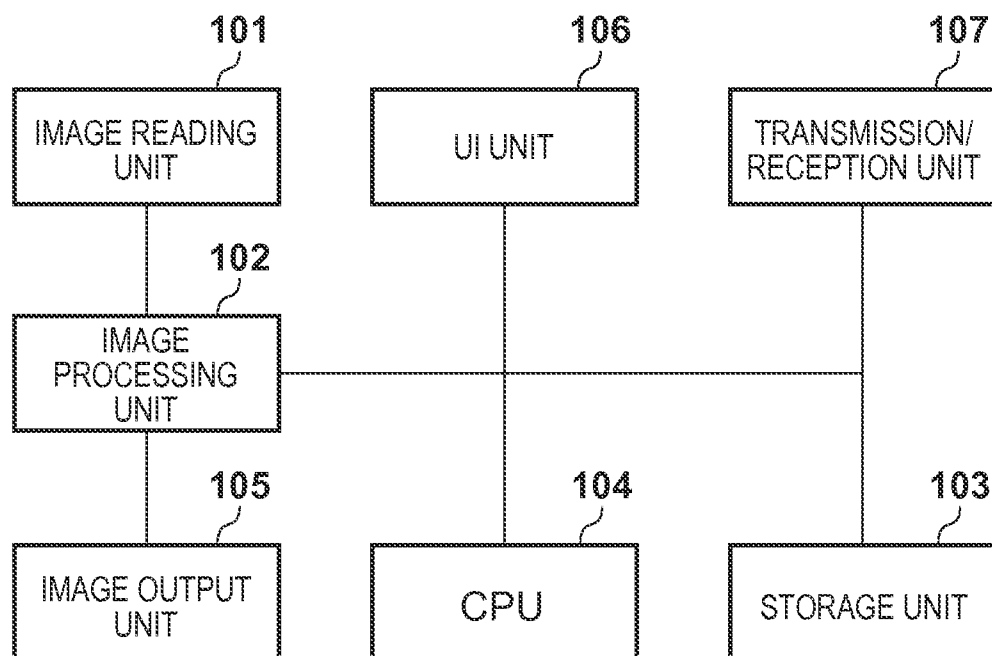 101
IMAGE READING
UNIT
106
UI UNIT
107
TRANSMISSION/
RECEPTION UNIT
102
IMAGE
PROCESSING
UNIT
105
IMAGE OUTPUT
UNIT
104
CPU
103
STORAGE UNIT